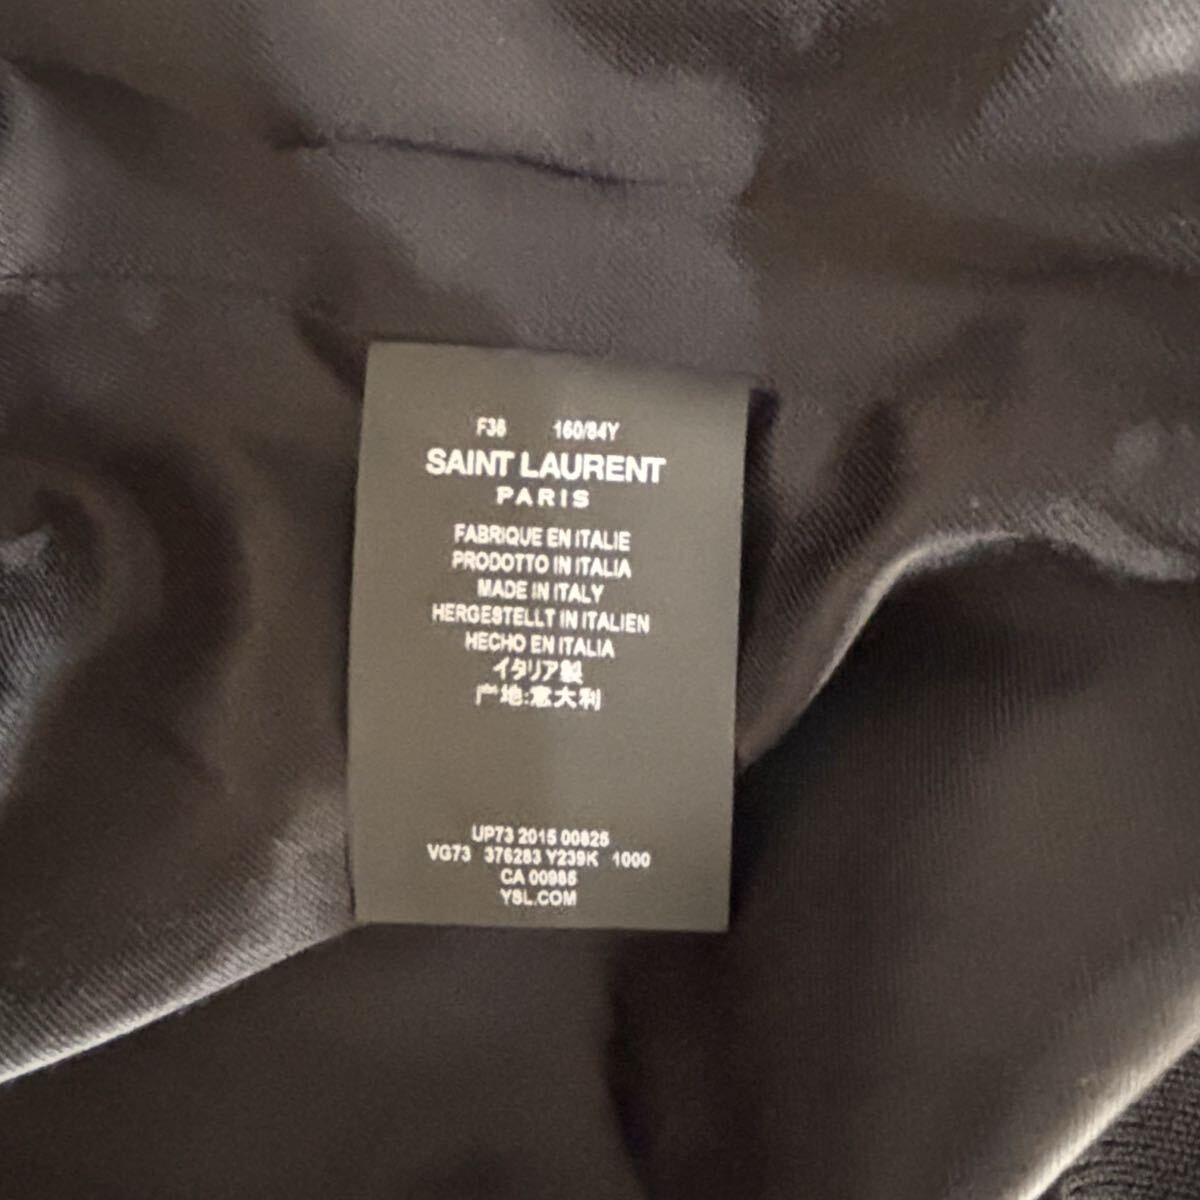 F36 160/84Y
SAINT LAURENT
PARIS
FABRIQUE EN ITALIE
PRODOTTO IN ITALIA
MADE IN ITALY
HERGESTELLT IN ITALIEN
HECHO EN ITALIA
イタリア製
产地:意大利
UP73 2015 00825
VG73 376283 Y239K 1000
CA 00985
YSL.COM